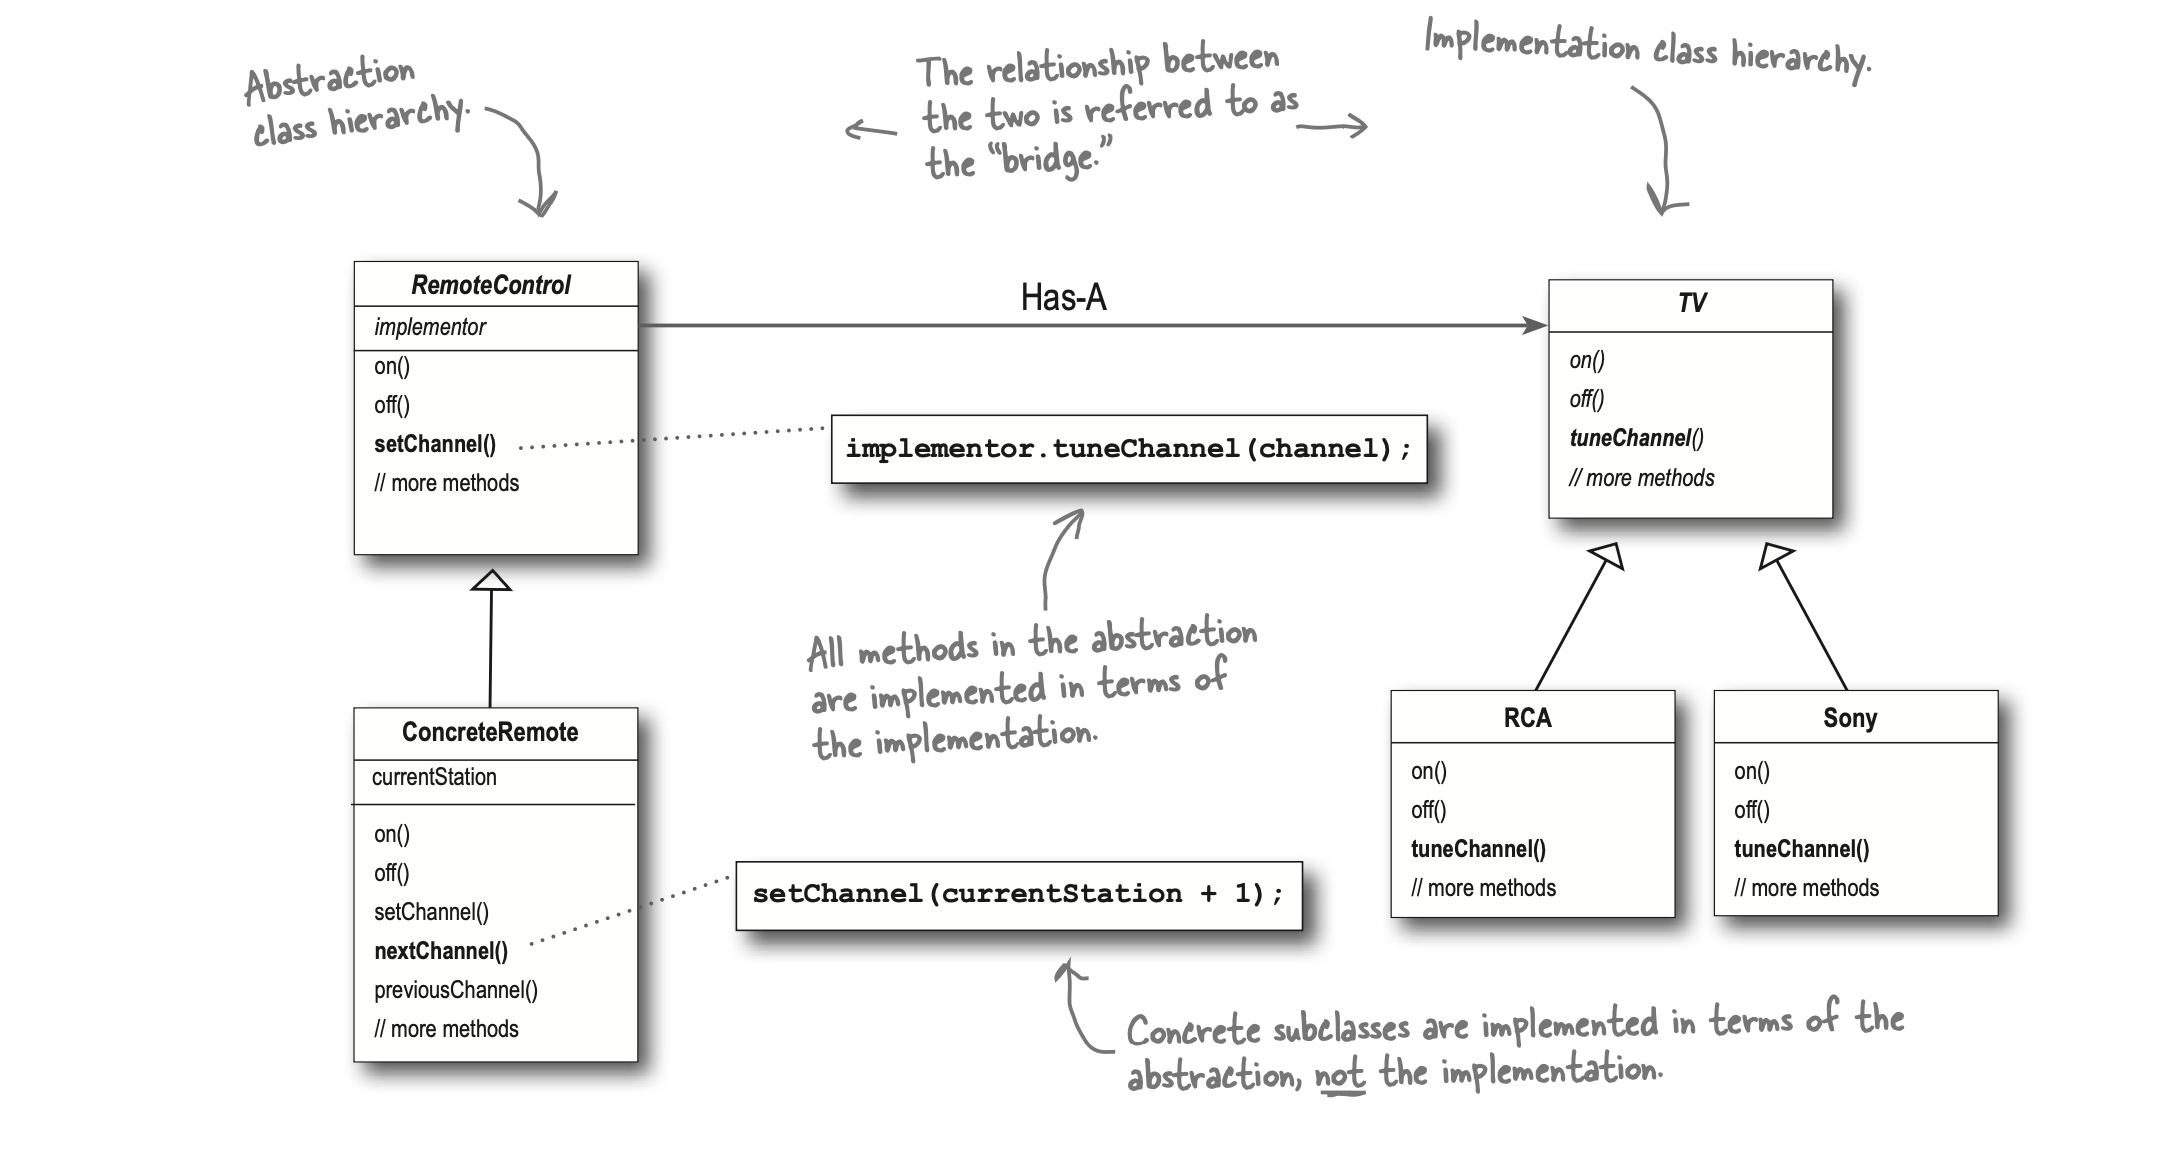 Abstraction
class hierarchy.
The relationship between
the two is referred to as
the “bridge.”
Implementation class hierarchy.
RemoteControl
implementor
on()
off()
setChannel()
// more methods
Has-A
TV
on()
off()
tuneChannel()
// more methods
implementor.tuneChannel(channel);
All methods in the abstraction
are implemented in terms of
the implementation.
ConcreteRemote
currentStation
on()
off()
setChannel()
nextChannel()
previousChannel()
// more methods
setChannel(currentStation + 1);
RCA
on()
off()
tuneChannel()
// more methods
Sony
on()
off()
tuneChannel()
// more methods
Concrete subclasses are implemented in terms of the
abstraction, not the implementation.